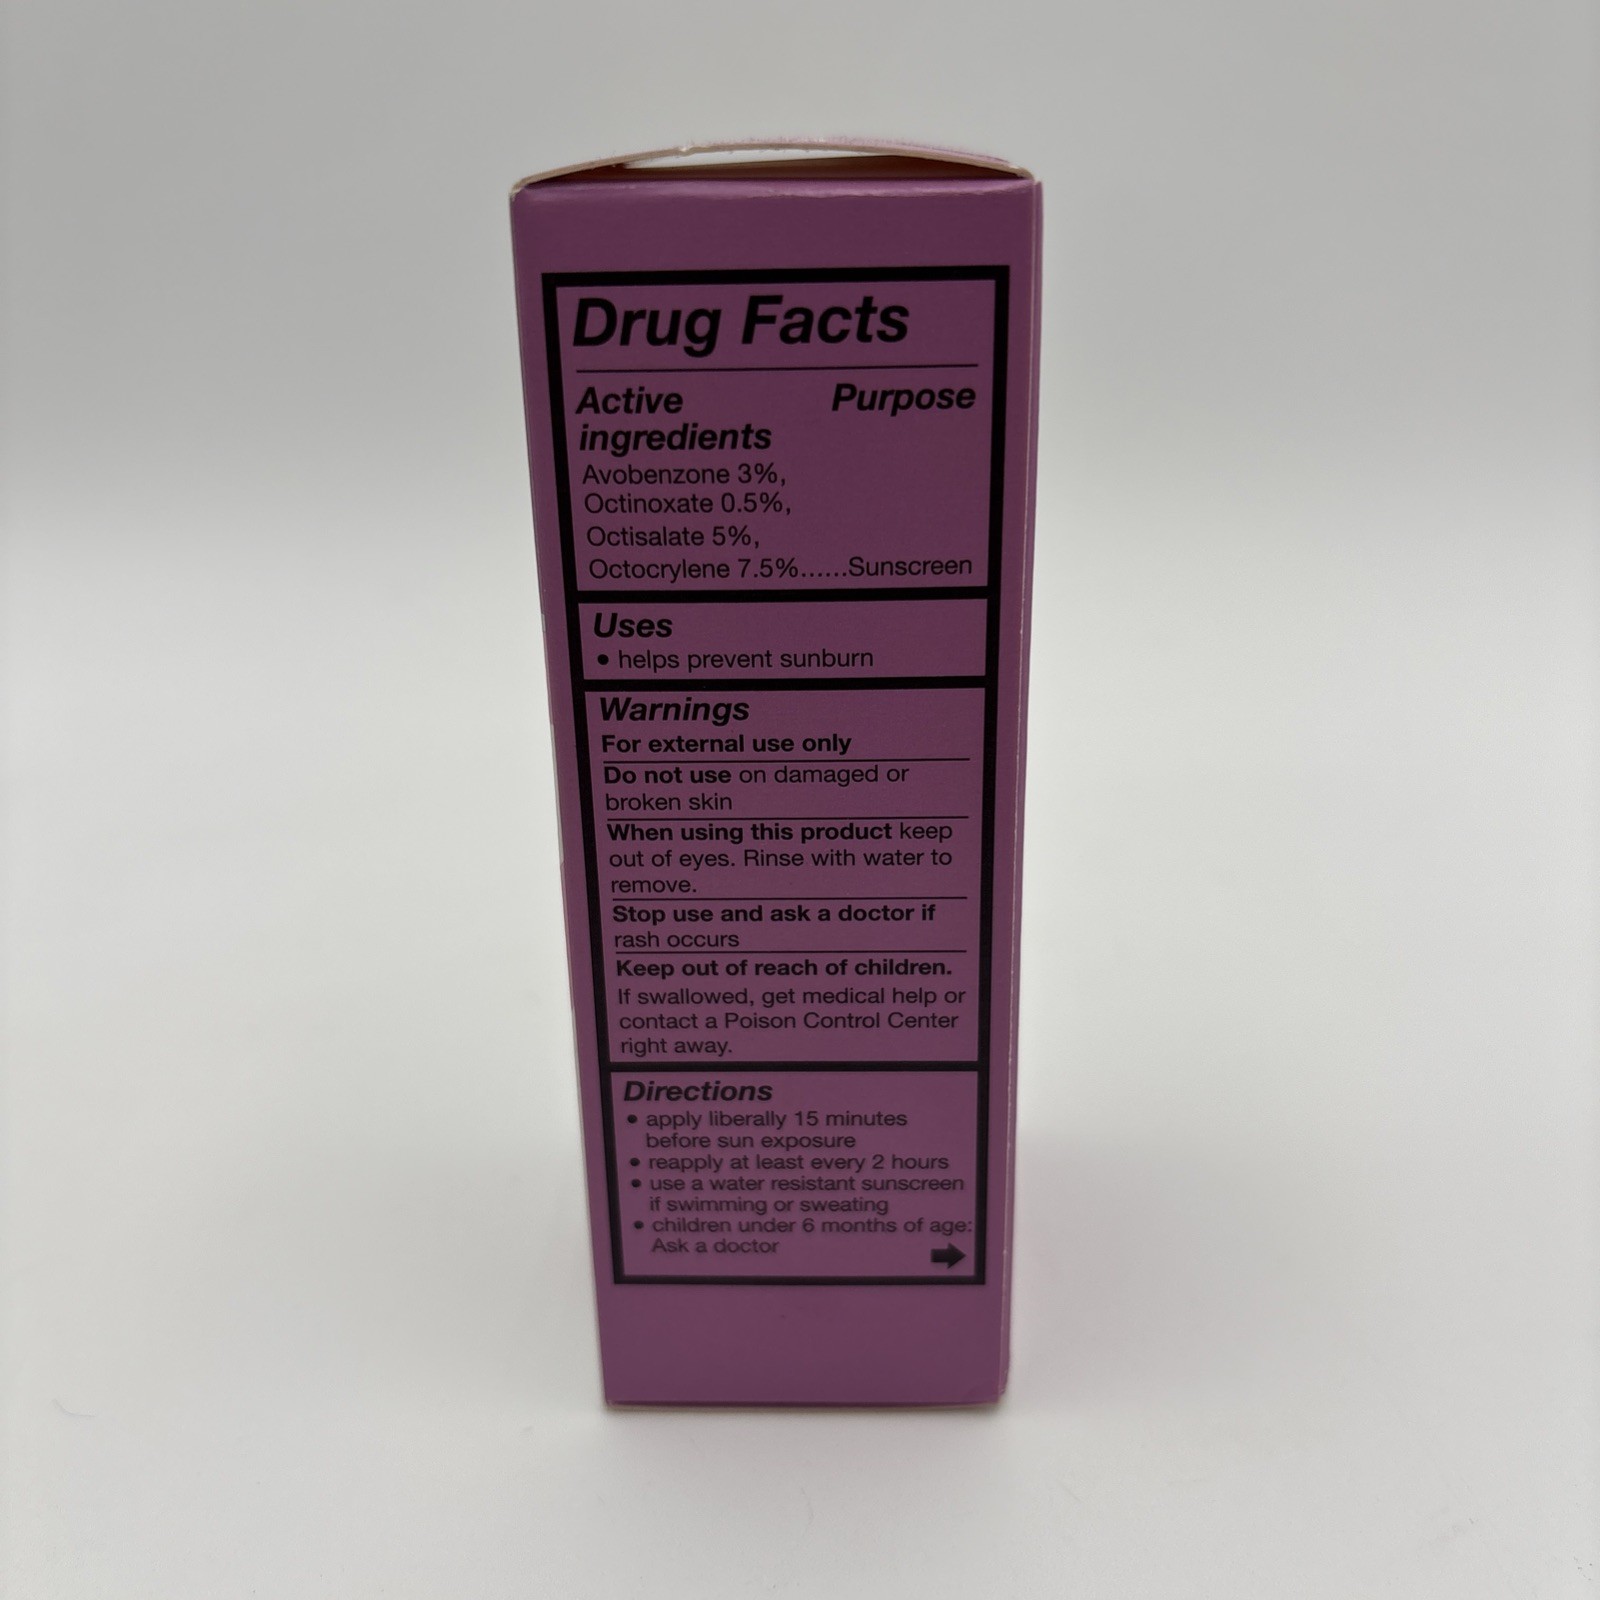 Drug Facts
Active Purpose
ingredients
Avobenzone 3%,
Octinoxate 0.5%,
Octisalate 5%,
Octocrylene 7.5%......Sunscreen
Uses
• helps prevent sunburn
Warnings
For external use only
Do not use on damaged or
broken skin
When using this product keep
out of eyes. Rinse with water to
remove.
Stop use and ask a doctor if
rash occurs
Keep out of reach of children.
If swallowed, get medical help or
contact a Poison Control Center
right away.
Directions
• apply liberally 15 minutes
before sun exposure
• reapply at least every 2 hours
• use a water resistant sunscreen
if swimming or sweating
• children under 6 months of age:
Ask a doctor